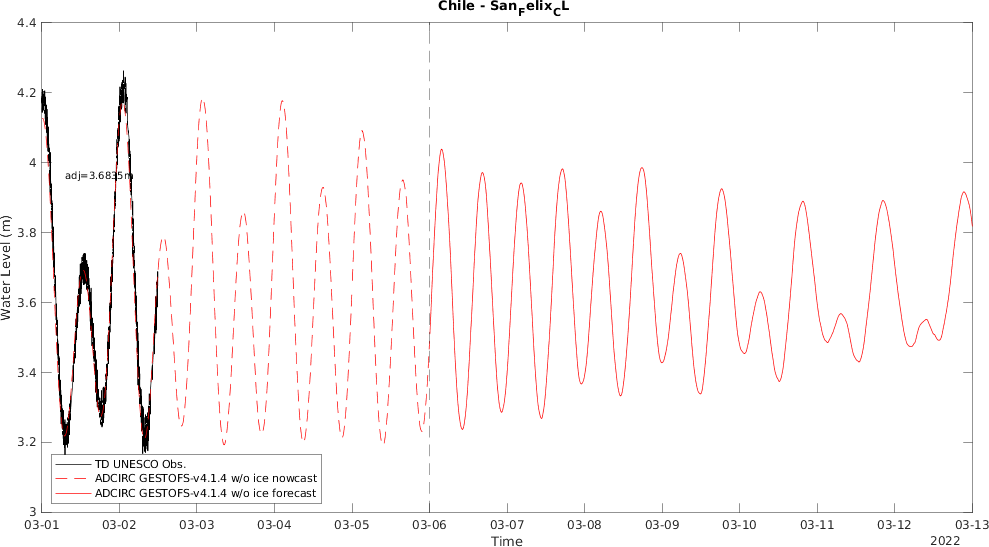 Chile - San_Felix_CL
4.4
4.2
4
3.8
3.6
3.4
3.2
3
Water Level (m)
adj=3.6835m
TD UNESCO Obs.
ADCIRC GESTOFS-v4.1.4 w/o ice nowcast
ADCIRC GESTOFS-v4.1.4 w/o ice forecast
03-01 03-02 03-03 03-04 03-05 03-06 03-07 03-08 03-09 03-10 03-11 03-12 03-13
Time
2022